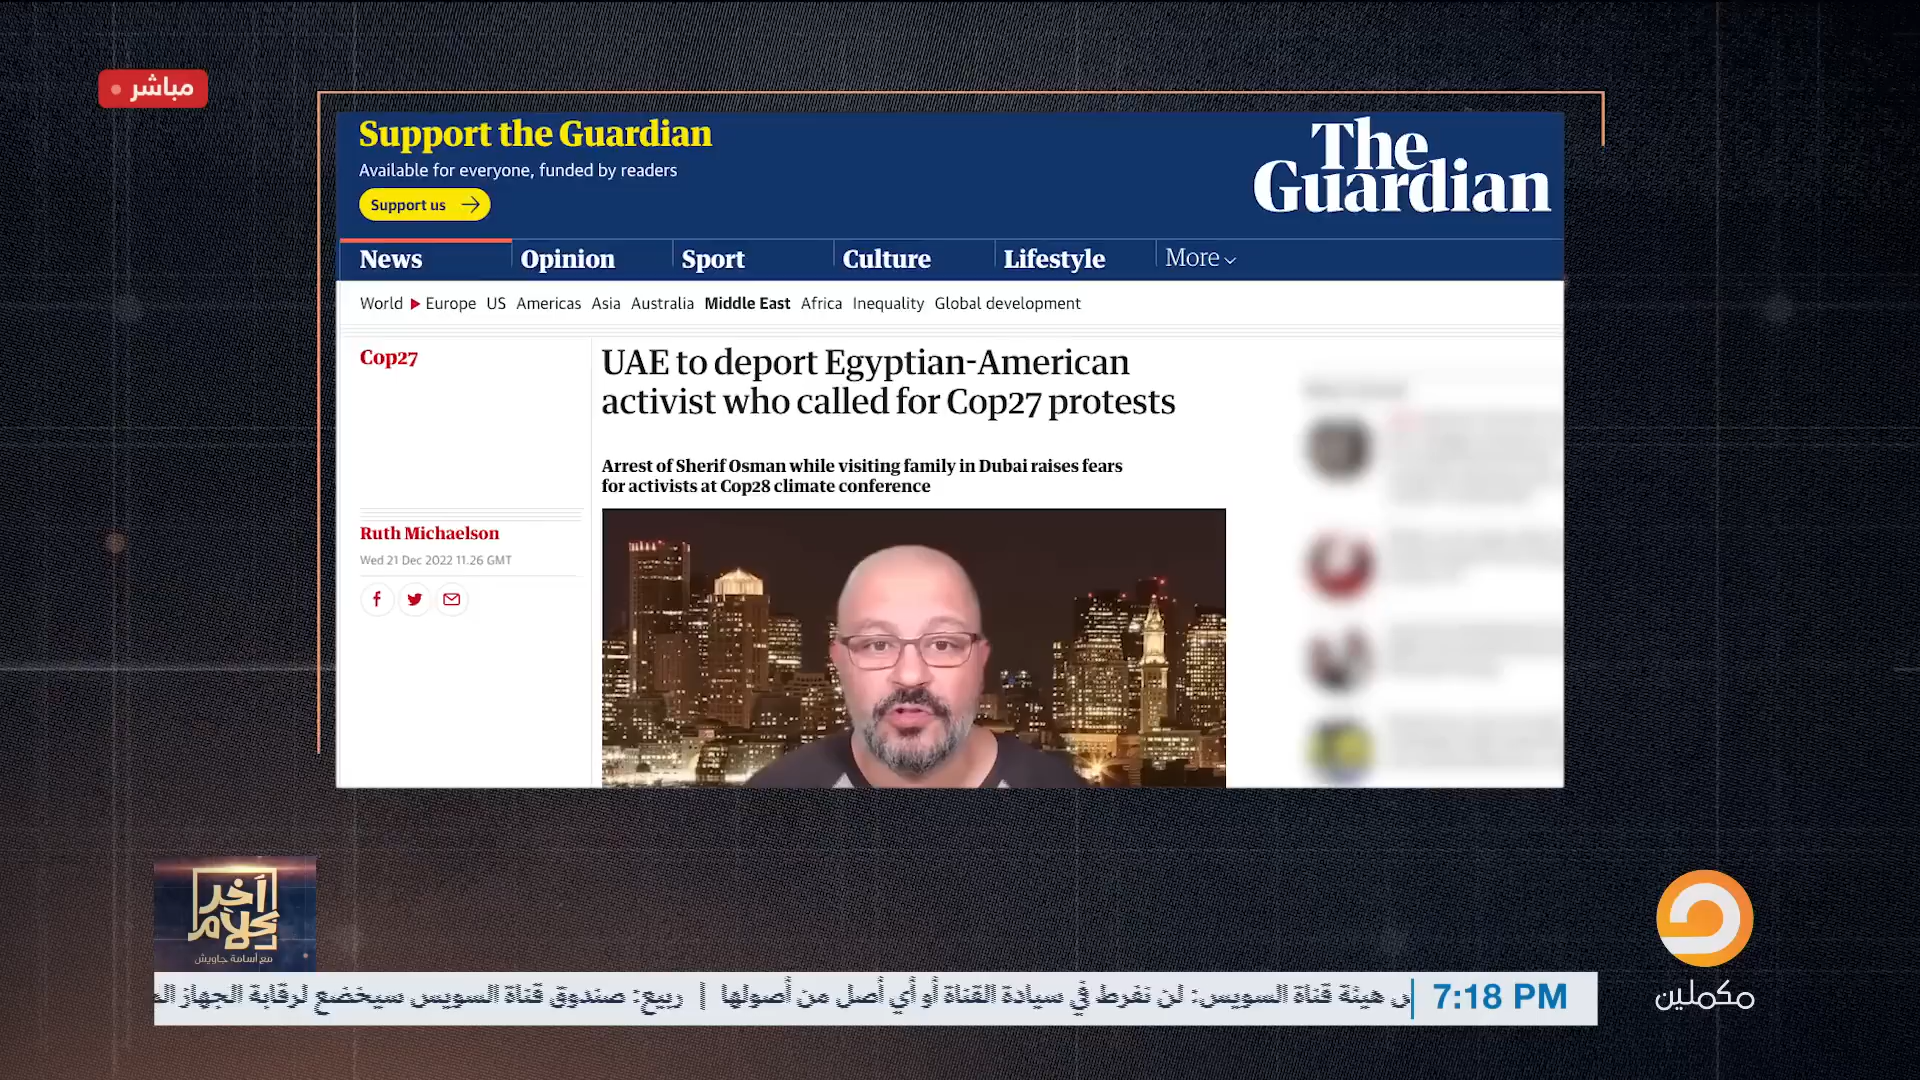 مباشر
Support the Guardian
Available for everyone, funded by readers
Support us
The
Guardian
News Opinion Sport Culture Lifestyle More
World Europe US Americas Asia Australia Middle East Africa Inequality Global development
Cop27
UAE to deport Egyptian-American
activist who called for Cop27 protests
Arrest of Sherif Osman while visiting family in Dubai raises fears
for activists at Cop28 climate conference
Ruth Michaelson
Wed 21 Dec 2022 11.26 GMT
آخر
كلام
مع أسامة جاويش
هيئة قناة السويس: لن نفرط في سيادة القناة أو أي أصل من أصولها | ربيع: صندوق قناة السويس سيخضع لرقابة الجهاز
7:18 PM
مكملين